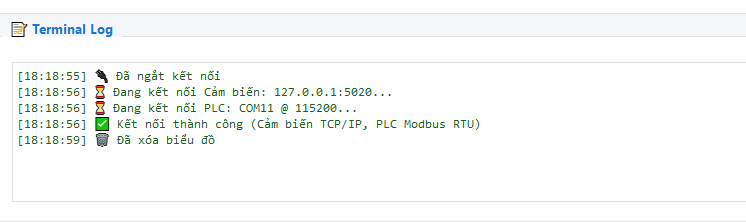 📝 Terminal Log
[18:18:55] 🔌 Đã ngắt kết nối
[18:18:56] ⏳ Đang kết nối Cảm biến: 127.0.0.1:5020...
[18:18:56] ⏳ Đang kết nối PLC: COM11 @ 115200...
[18:18:56] ✅ Kết nối thành công (Cảm biến TCP/IP, PLC Modbus RTU)
[18:18:59] 🗑️ Đã xóa biểu đồ